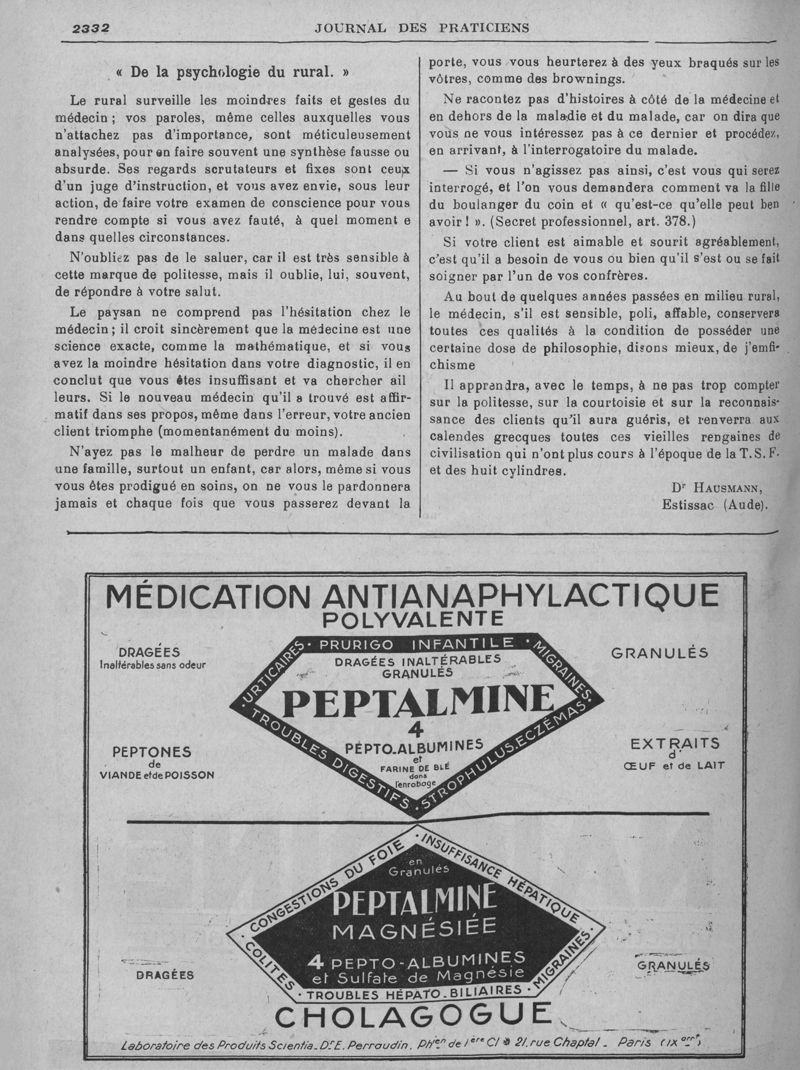 2332
JOURNAL DES PRATICIENS
« De la psychologie du rural. »
Le rural surveille les moindres faits et gestes du
médecin ; vos paroles, même celles auxquelles vous
n'attachez pas d'importance, sont méticuleusement
analysées, pour en faire souvent une synthèse fausse ou
absurde. Ses regards scrutateurs et fixes sont ceux
d'un juge d'instruction, et vous avez envie, sous leur
action, de faire votre examen de conscience pour vous
rendre compte si vous avez fauté, à quel moment e
dans quelles circonstances.
N'oubliez pas de le saluer, car il est très sensible à
cette marque de politesse, mais il oublie, lui, souvent,
de répondre à votre salut.
Le paysan ne comprend pas l'hésitation chez le
médecin ; il croit sincèrement que la médecine est une
science exacte, comme la mathématique, et si vous
avez la moindre hésitation dans votre diagnostic, il en
conclut que vous êtes insuffisant et va chercher ail
leurs. Si le nouveau médecin qu'il a trouvé est affir-
matif dans ses propos, même dans l'erreur, votre ancien
client triomphe (momentanément du moins).
N'ayez pas le malheur de perdre un malade dans
une famille, surtout un enfant, car alors, même si vous
vous êtes prodigué en soins, on ne vous le pardonnera
jamais et chaque fois que vous passerez devant la
porte, vous vous heurterez à des yeux braqués sur les
vôtres, comme des brownings.
Ne racontez pas d'histoires à côté de la médecine et
en dehors de la maladie et du malade, car on dira que
vous ne vous intéressez pas à ce dernier et procédez,
en arrivant, à l'interrogatoire du malade.
— Si vous n'agissez pas ainsi, c'est vous qui serez
interrogé, et l'on vous demandera comment va la fille
du boulanger du coin et « qu'est-ce qu'elle peut ben
avoir ! ». (Secret professionnel, art. 378.)
Si votre client est aimable et sourit agréablement,
c'est qu'il a besoin de vous ou bien qu'il s'est ou se fait
soigner par l'un de vos confrères.
Au bout de quelques années passées en milieu rural,
le médecin, s'il est sensible, poli, affable, conservera
toutes ces qualités à la condition de posséder une
certaine dose de philosophie, disons mieux, de j'emfi-
chisme
Il apprendra, avec le temps, à ne pas trop compter
sur la politesse, sur la courtoisie et sur la reconnais-
sance des clients qu'il aura guéris, et renverra aux
calendes grecques toutes ces vieilles rengaines de
civilisation qui n'ont plus cours à l'époque de la T. S. F.
et des huit cylindres.
Dr HAUSMANN,
Estissac (Aude).
MÉDICATION ANTIANAPHYLACTIQUE
POLYVALENTE
DRAGÉES
Inaltérables sans odeur
GRANULÉS
URTICAIRES · PRURIGO INFANTILE · MIGRAINES
DRAGÉES INALTÉRABLES
GRANULÉS
PEPTALMINE
4
PÉPTO-ALBUMINES
et
FARINE DE BLÉ
dans
l'enrobage
· TROUBLES DIGESTIFS · STROPHULUS·ECZÉMAS·
PEPTONES
de
VIANDE et de POISSON
EXTRAITS
d'
ŒUF et de LAIT
CONGESTIONS DU FOIE · INSUFFISANCE HÉPATIQUE
en
Granulés
PEPTALMINE
MAGNÉSIÉE
4 PEPTO-ALBUMINES
et Sulfate de Magnésie
COLITES · TROUBLES HÉPATO-BILIAIRES · MIGRAINES·
DRAGÉES
GRANULÉS
CHOLAGOGUE
Laboratoire des Produits Scientia_Dr E. Perraudin, Phien de 1ère Cl 21, rue Chaptal _ Paris (IX arrt)